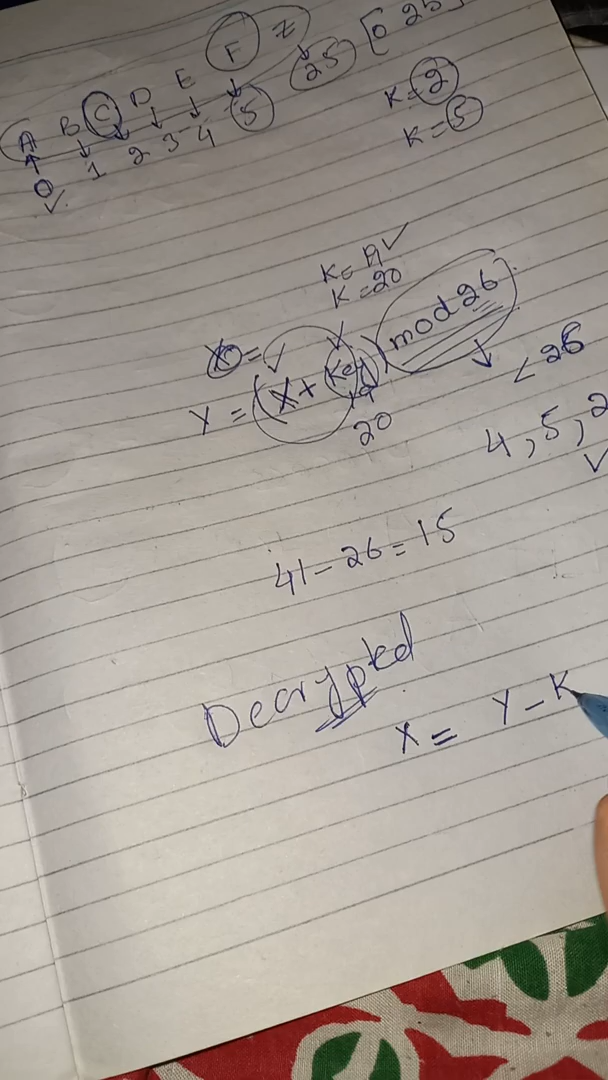 A B C D E F Z
0 1 2 3 4 5 25 [0 25]
K=2
K=5
K=19
K=20
Y = (X + Key) mod 26
20
< 26
4, 5, 2
41 - 26 = 15
Decrypted
X = Y - K